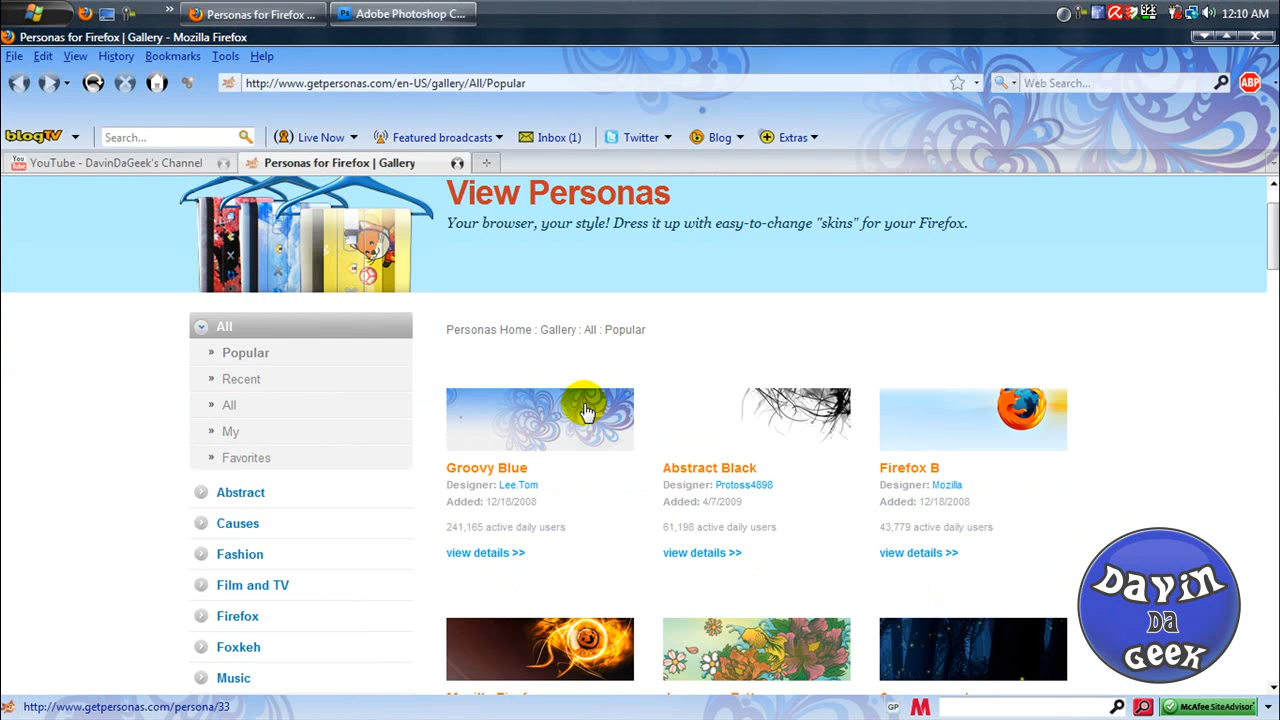 Personas for Firefox ...
Adobe Photoshop C...
12:10 AM
Personas for Firefox | Gallery - Mozilla Firefox
File Edit View History Bookmarks Tools Help
http://www.getpersonas.com/en-US/gallery/All/Popular
Web Search...
ABP
blogTV
Search...
Live Now
Featured broadcasts
Inbox (1)
Twitter
Blog
Extras
YouTube - DavinDaGeek's Channel
Personas for Firefox | Gallery
View Personas
Your browser, your style! Dress it up with easy-to-change "skins" for your Firefox.
All
Popular
Recent
All
My
Favorites
Abstract
Causes
Fashion
Film and TV
Firefox
Foxkeh
Music
Personas Home : Gallery : All : Popular
Groovy Blue
Designer: Lee.Tom
Added: 12/18/2008
241,165 active daily users
view details >>
Abstract Black
Designer: Protoss4898
Added: 4/7/2009
61,198 active daily users
view details >>
Firefox B
Designer: Mozilla
Added: 12/18/2008
43,779 active daily users
view details >>
Davin
Da
Geek
http://www.getpersonas.com/persona/33
GP
M
McAfee SiteAdvisor